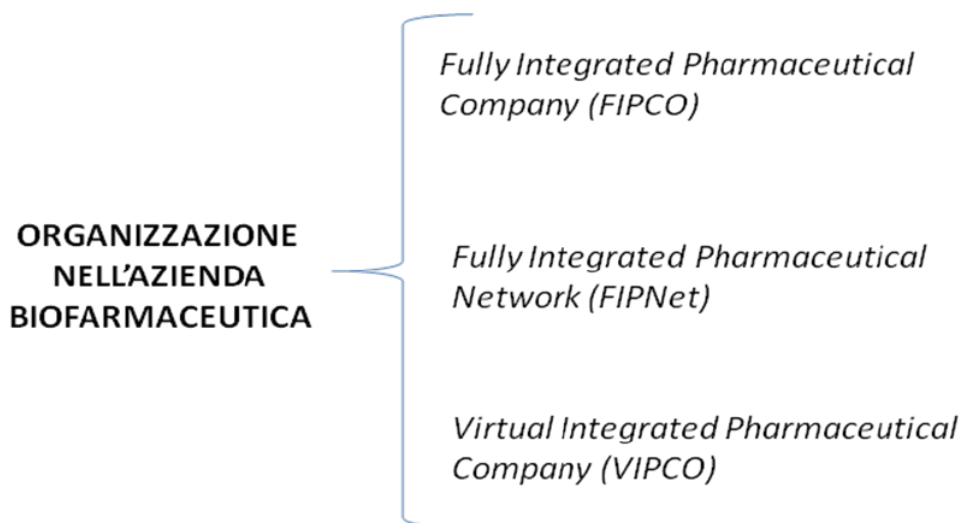 ORGANIZZAZIONE
NELL’AZIENDA
BIOFARMACEUTICA
Fully Integrated Pharmaceutical
Company (FIPCO)
Fully Integrated Pharmaceutical
Network (FIPNet)
Virtual Integrated Pharmaceutical
Company (VIPCO)